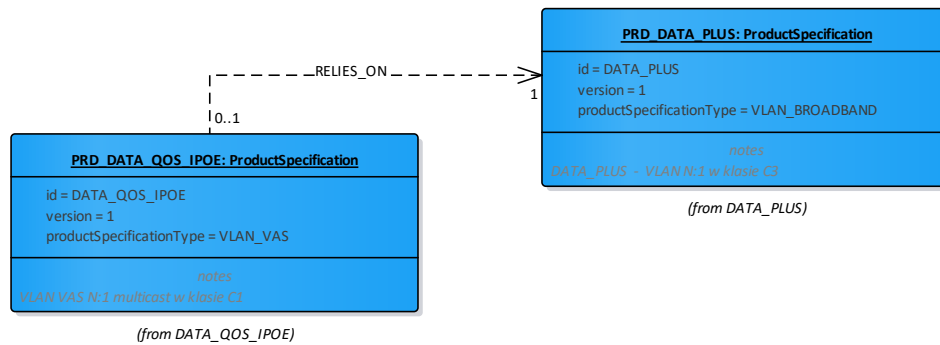 PRD_DATA_PLUS: ProductSpecification
id = DATA_PLUS
version = 1
productSpecificationType = VLAN_BROADBAND
notes
DATA_PLUS - VLAN N:1 w klasie C3
(from DATA_PLUS)
RELIES_ON
1
0..1
PRD_DATA_QOS_IPOE: ProductSpecification
id = DATA_QOS_IPOE
version = 1
productSpecificationType = VLAN_VAS
notes
VLAN VAS N:1 multicast w klasie C1
(from DATA_QOS_IPOE)